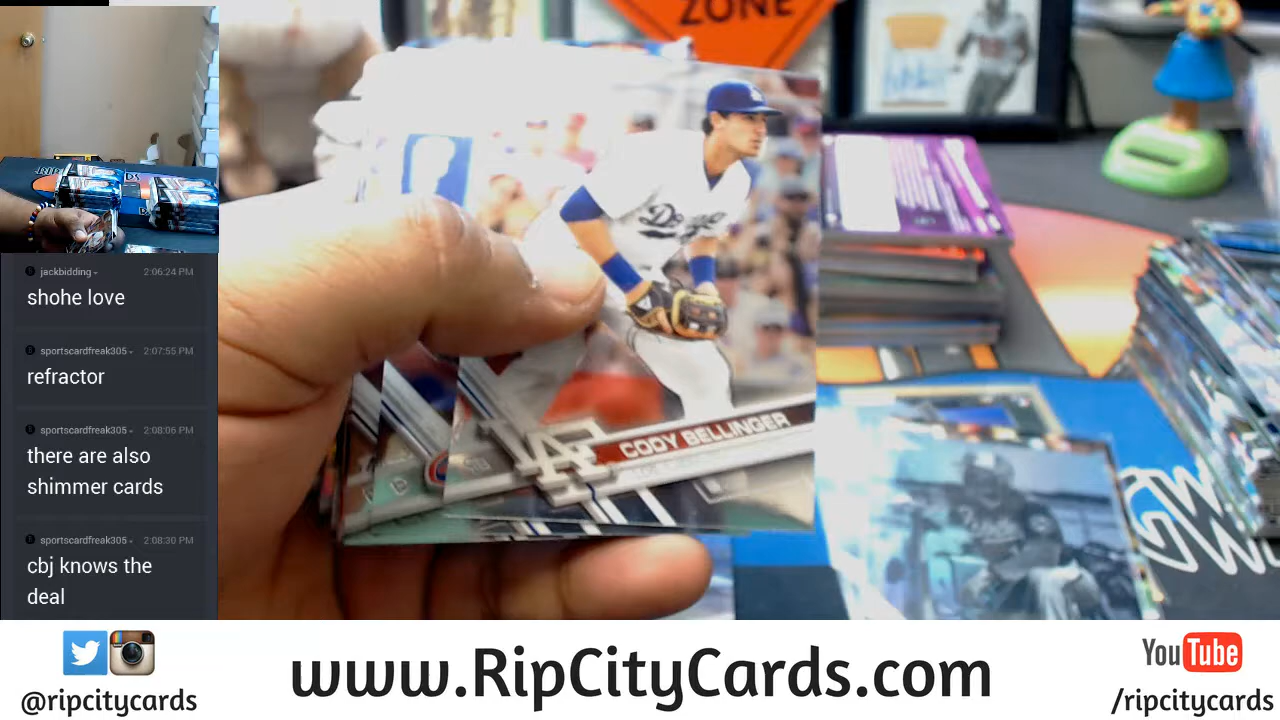 ZONE
jackbidding
2:06:24 PM
shohe love
sportscardfreak305
2:07:55 PM
refractor
sportscardfreak305
2:08:06 PM
there are also
shimmer cards
sportscardfreak305
2:08:30 PM
cbj knows the
deal
Dodgers
LA
CODY BELLINGER
@ripcitycards
www.RipCityCards.com
YouTube
/ripcitycards